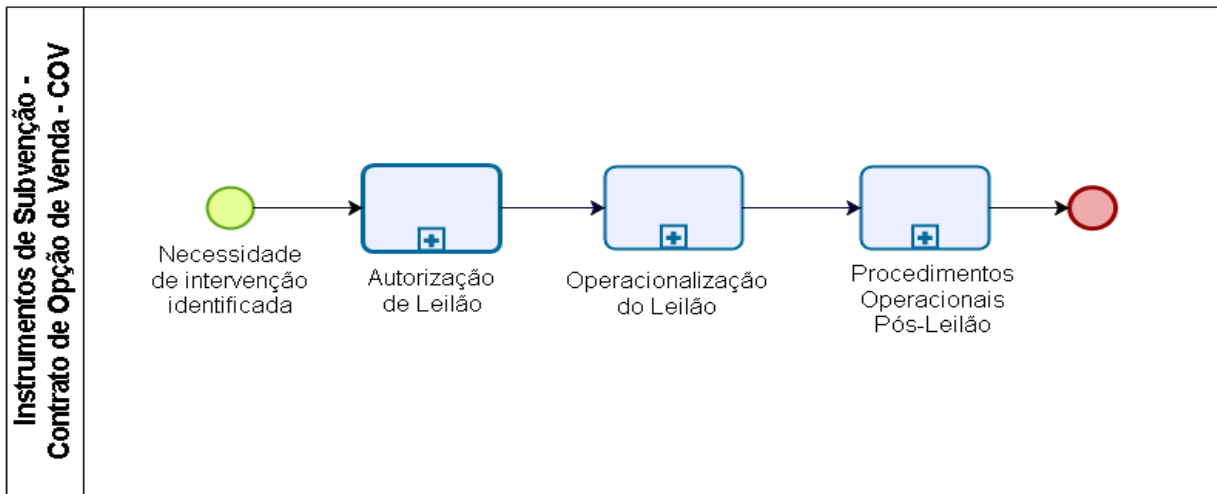 Instrumentos de Subvenção -
Contrato de Opção de Venda - COV
Necessidade
de intervenção
identificada
Autorização
de Leilão
Operacionalização
do Leilão
Procedimentos
Operacionais
Pós-Leilão